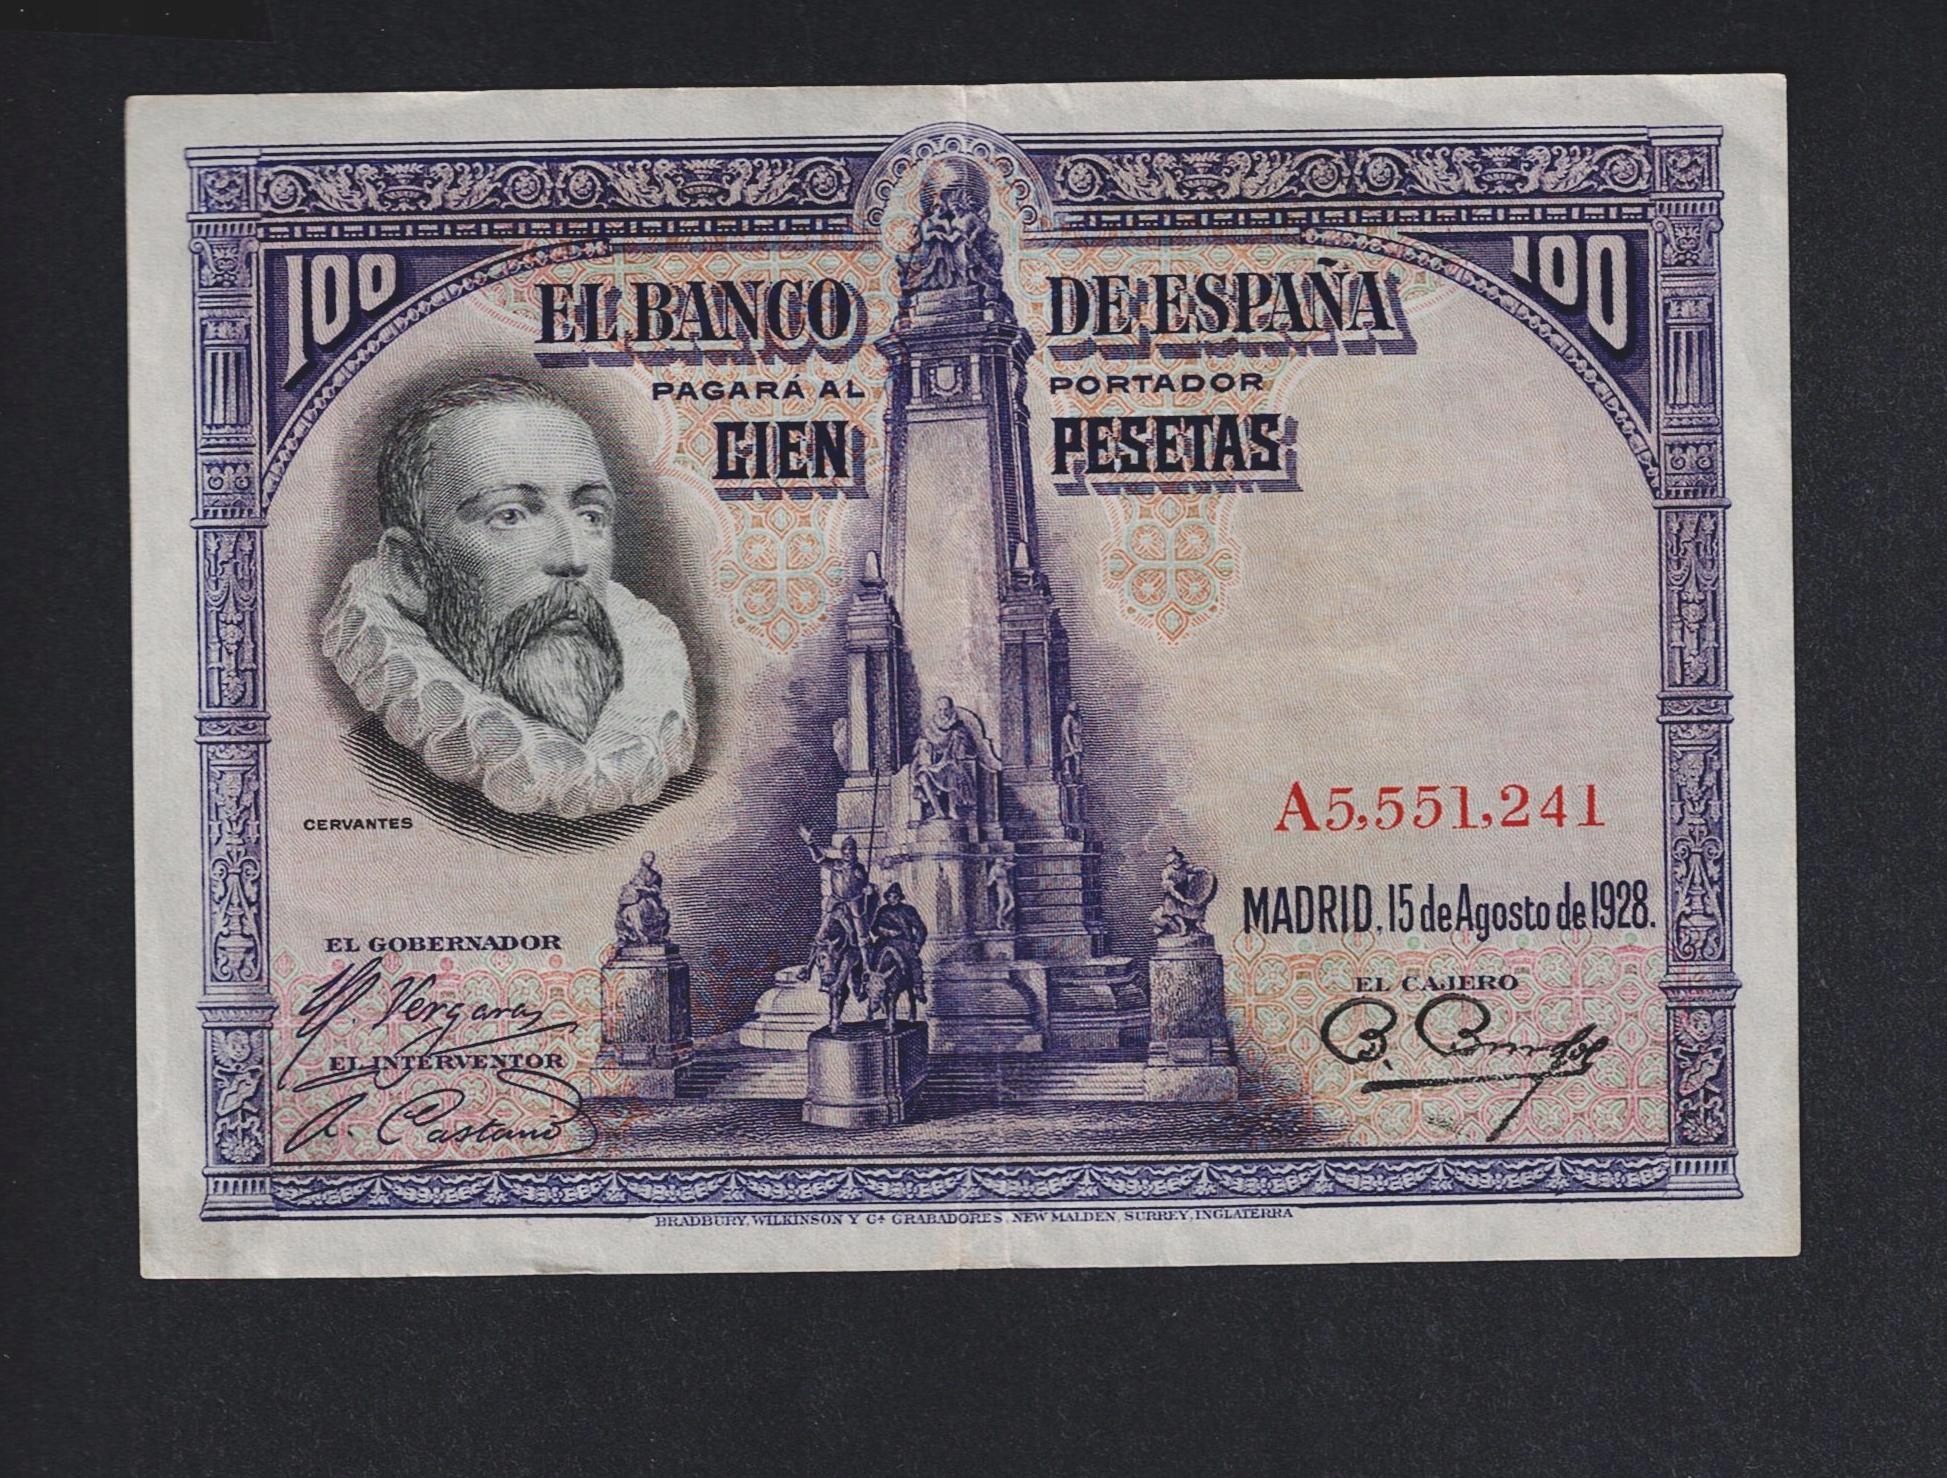 100 100
EL BANCO DE ESPAÑA
PAGARÁ AL PORTADOR
CIEN PESETAS
CERVANTES
A5,551,241
MADRID, 15 de Agosto de 1928.
EL GOBERNADOR
Vergara
EL INTERVENTOR
A. Castaño
EL CAJERO
BRADBURY, WILKINSON Y Cª GRABADORES, NEW MALDEN, SURREY, INGLATERRA